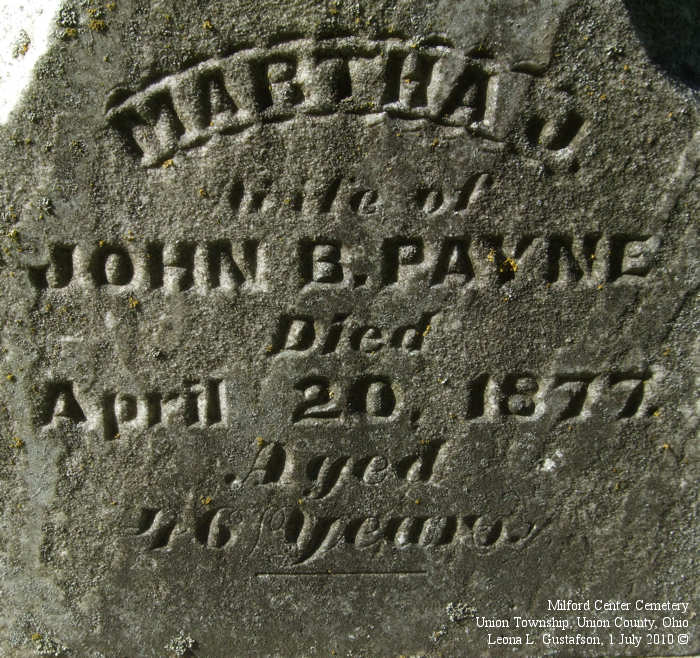 MARTHA J.
wife of
JOHN B. PAYNE
Died
April 20, 1877.
Aged
46 Years
Milford Center Cemetery
Union Township, Union County, Ohio
Leona L. Gustafson, 1 July 2010 ©